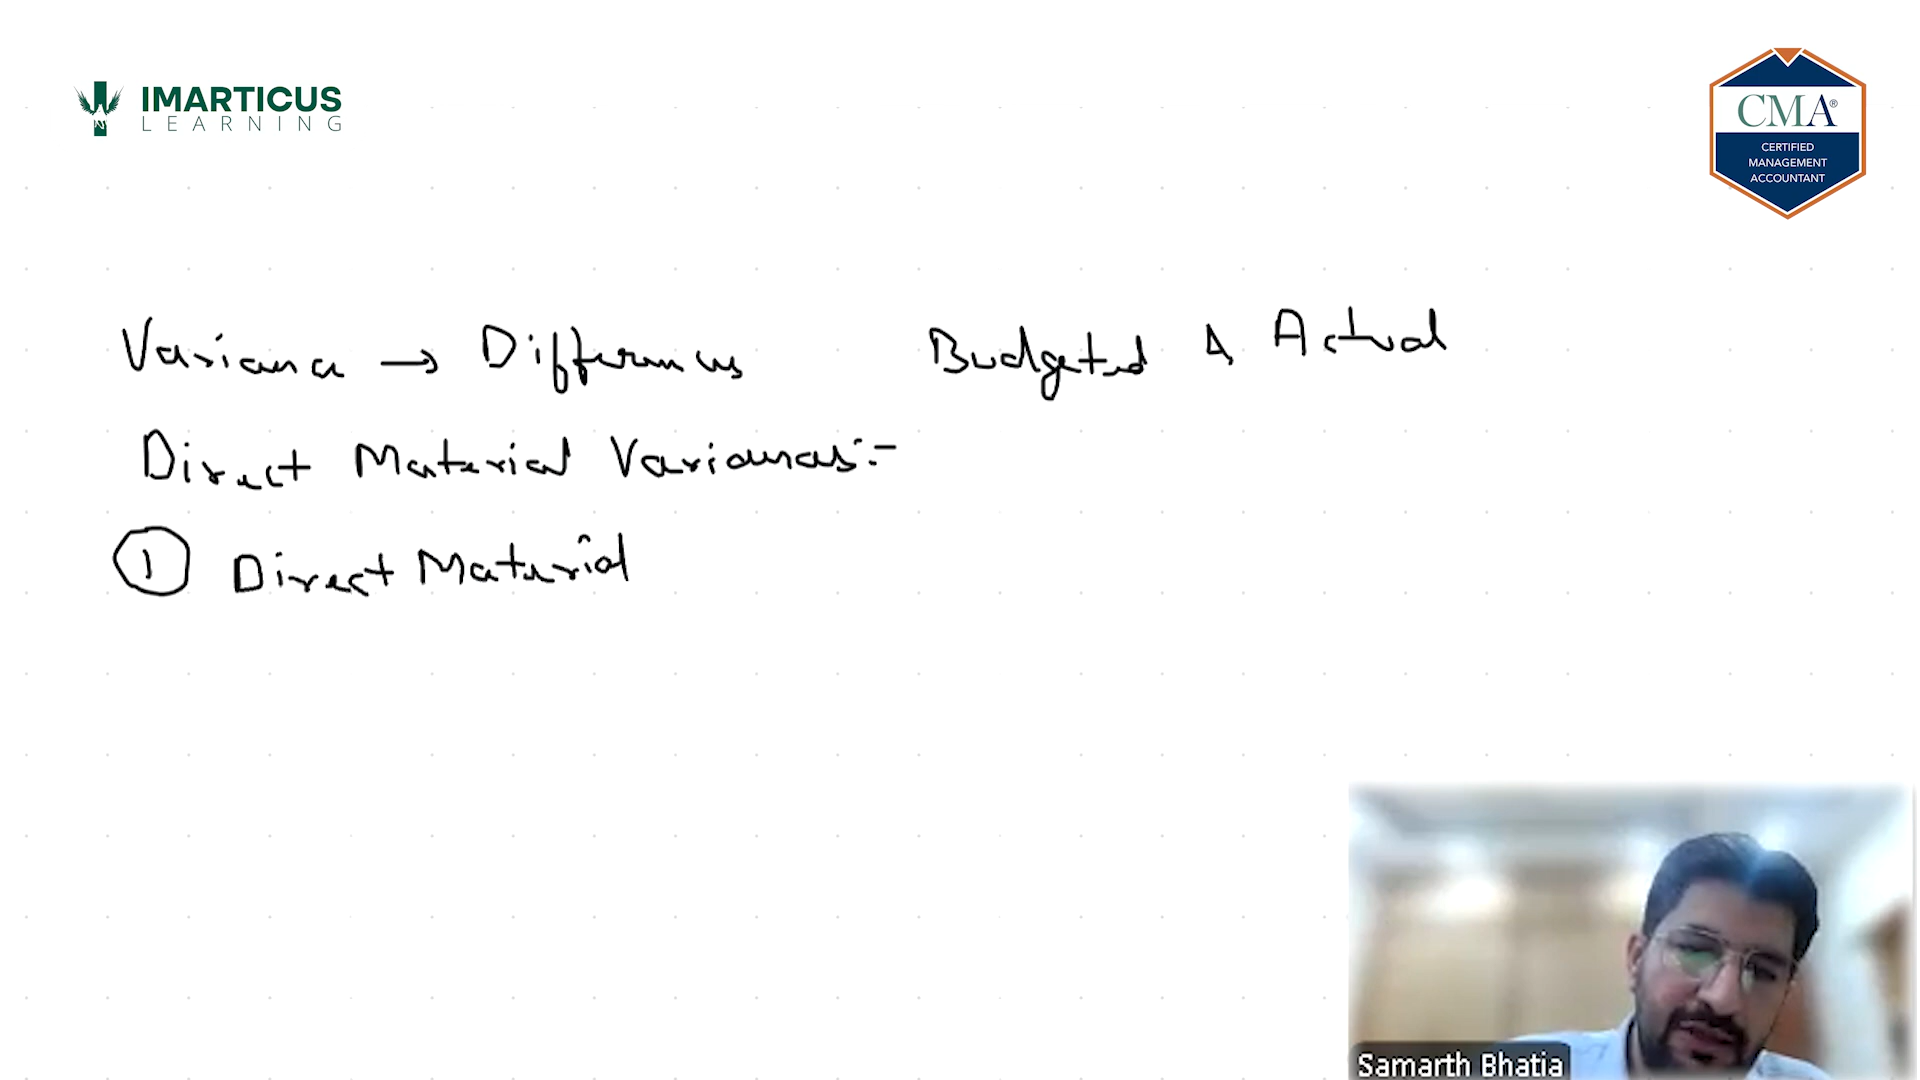 IMARTICUS
LEARNING
CMA®
CERTIFIED
MANAGEMENT
ACCOUNTANT
Variance → Differences Budgeted & Actual
Direct Material Variances:-
① Direct Material
Samarth Bhatia